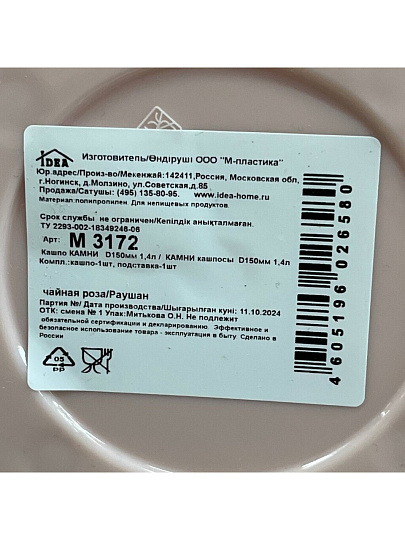 IDEA
Изготовитель/Өндіруші ООО "М-пластика"
Юр.адрес/Произ-во/Мекенжай:142411,Россия, Московская обл,
г.Ногинск, д.Молзино, ул.Советская,д.85
Продажа/Сатушы: (495) 135-80-95. www.idea-home.ru
Материал:полипропилен. Для непищевых продуктов.
Срок службы не ограничен/Кепілдік анықталмаған.
ТУ 2293-002-18349246-06
Арт: М 3172
Кашпо КАМНИ D150мм 1,4л / КАМНИ кашпосы D150мм 1,4л
Компл.:кашпо-1шт, подставка-1шт
чайная роза/Раушан
Партия №/ Дата производства/Шығарылған куні: 11.10.2024
ОТК: смена № 1 Упак:Митькова О.Н. Не подлежит
обязательной сертификации и декларированию. Эффективное и
безопасное использование товара - эксплуатация в быту Сделано в
России
05
PP
4 605196 026580